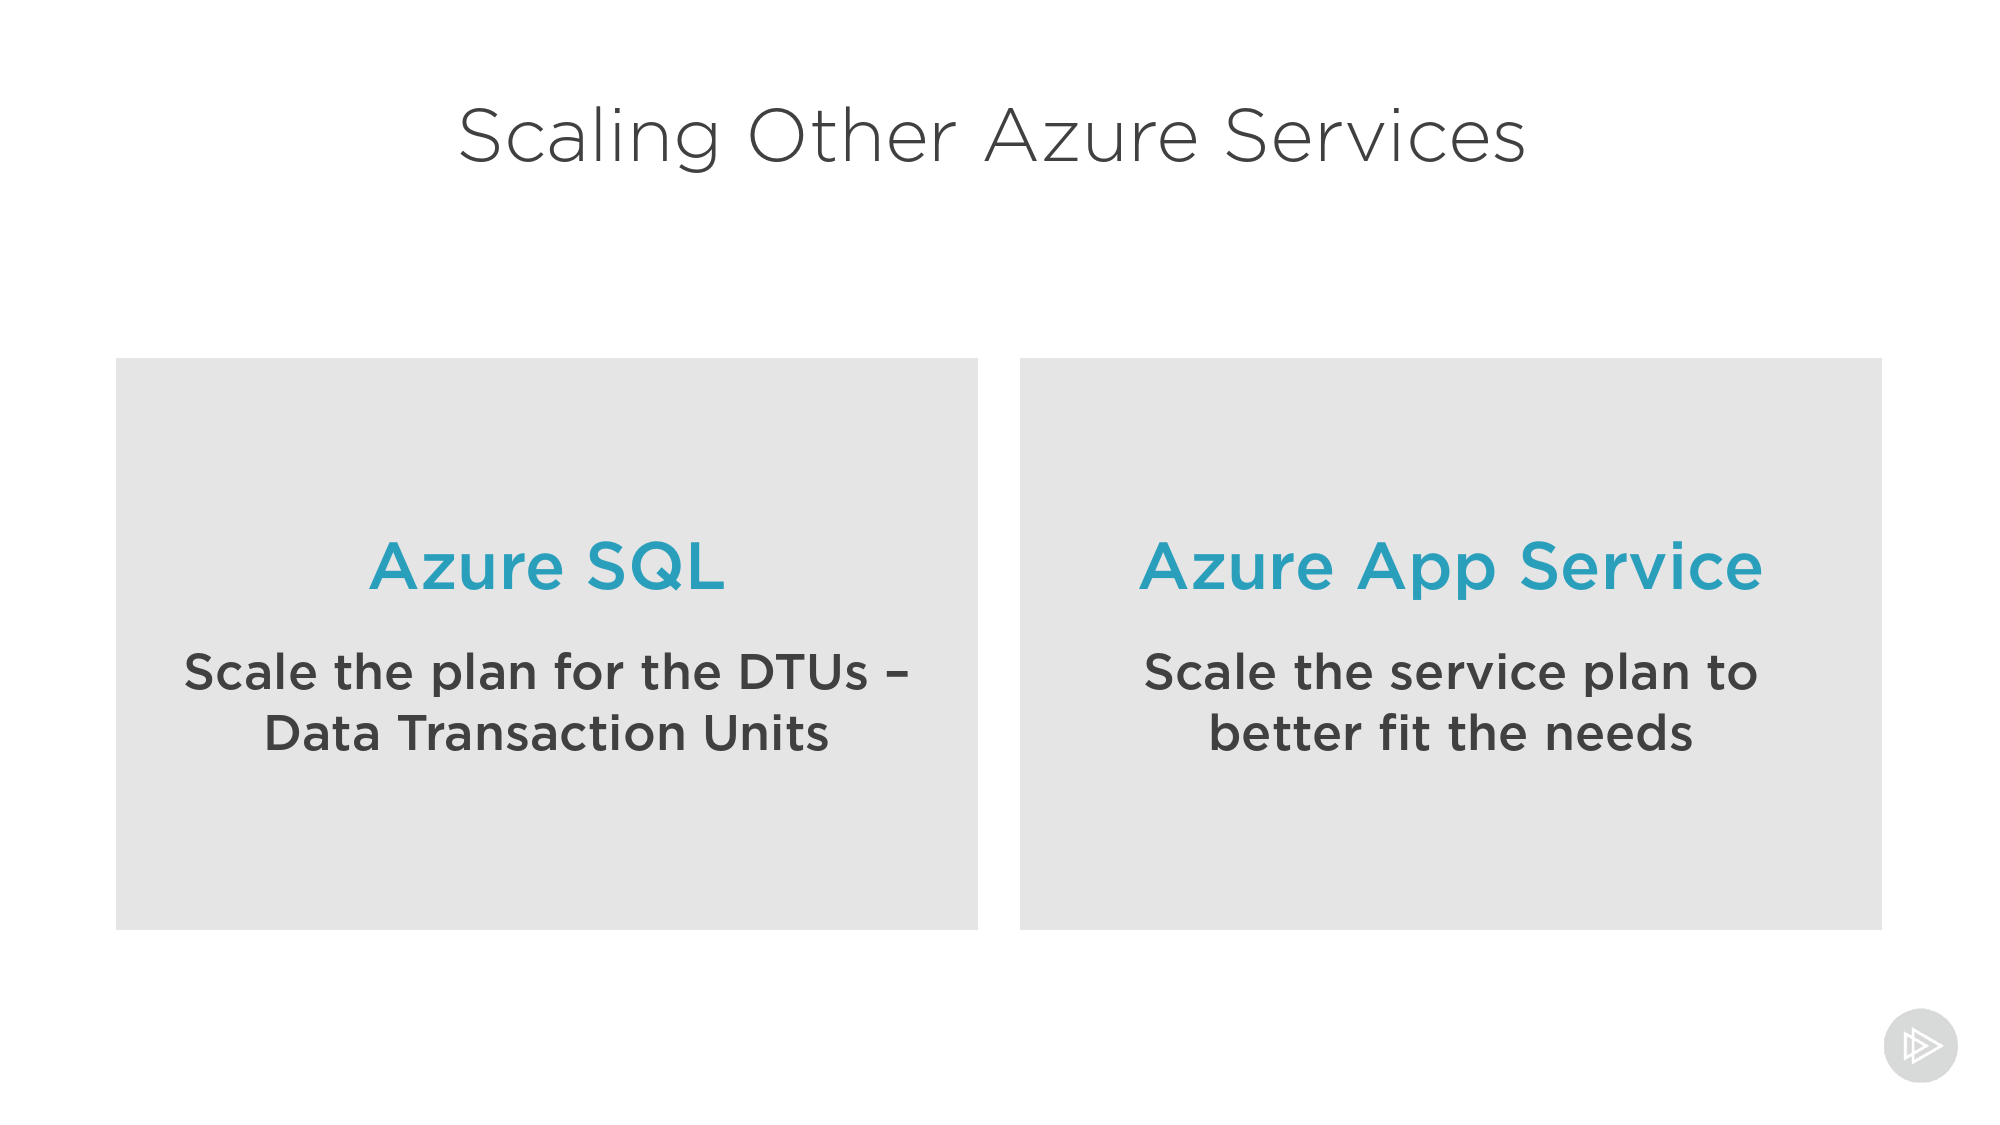 Scaling Other Azure Services
Azure SQL
Scale the plan for the DTUs –
Data Transaction Units
Azure App Service
Scale the service plan to
better fit the needs